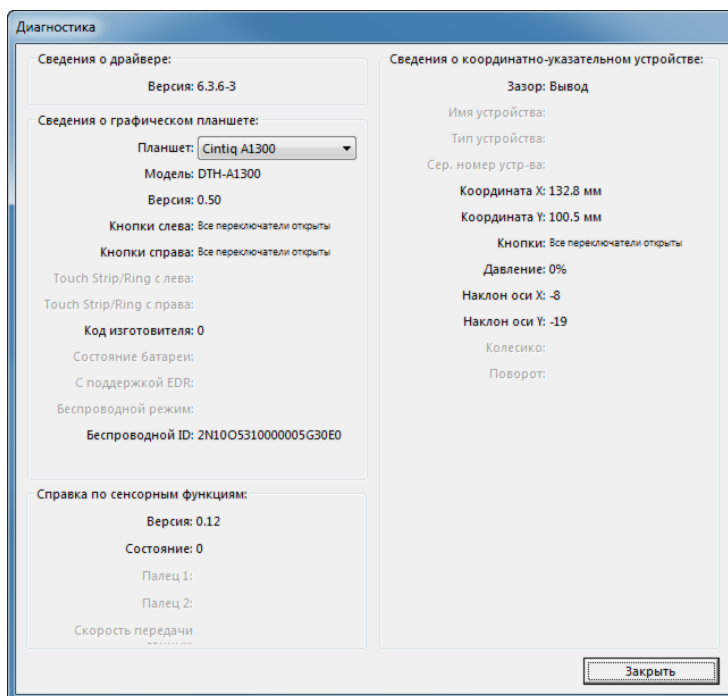 Диагностика
Сведения о драйвере:
Версия: 6.3.6-3
Сведения о графическом планшете:
Планшет: Cintiq A1300
Модель: DTH-A1300
Версия: 0.50
Кнопки слева: Все переключатели открыты
Кнопки справа: Все переключатели открыты
Touch Strip/Ring с лева:
Touch Strip/Ring с права:
Код изготовителя: 0
Состояние батареи:
С поддержкой EDR:
Беспроводной режим:
Беспроводной ID: 2N10O5310000005G30E0
Справка по сенсорным функциям:
Версия: 0.12
Состояние: 0
Палец 1:
Палец 2:
Скорость передачи
Сведения о координатно-указательном устройстве:
Зазор: Вывод
Имя устройства:
Тип устройства:
Сер. номер устр-ва:
Координата X: 132.8 мм
Координата Y: 100.5 мм
Кнопки: Все переключатели открыты
Давление: 0%
Наклон оси X: -8
Наклон оси Y: -19
Колесико:
Поворот:
Закрыть